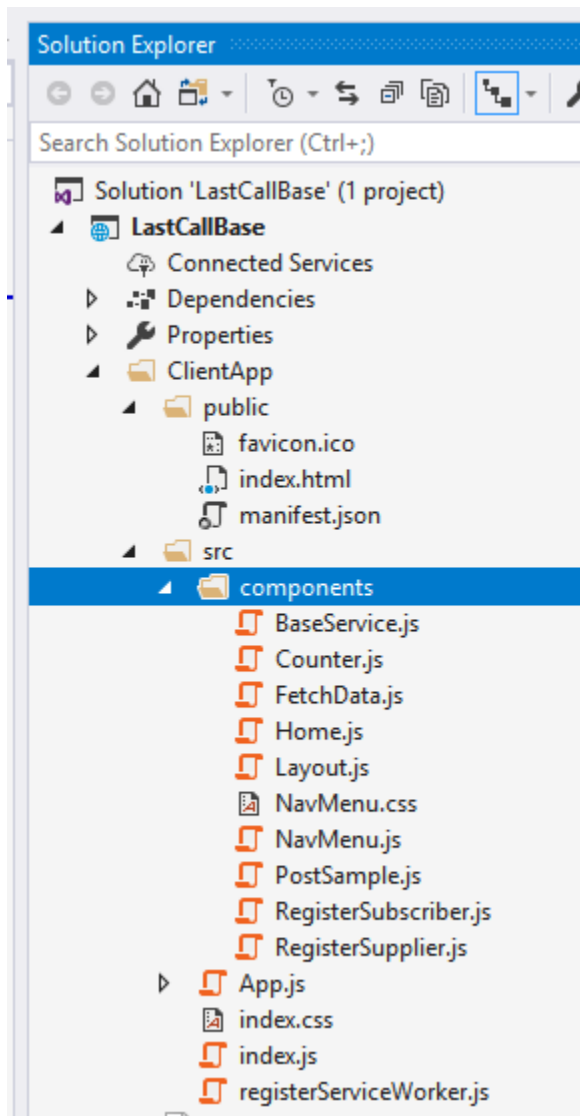 Solution Explorer
Search Solution Explorer (Ctrl+;)
Solution 'LastCallBase' (1 project)
LastCallBase
Connected Services
Dependencies
Properties
ClientApp
public
favicon.ico
index.html
manifest.json
src
components
BaseService.js
Counter.js
FetchData.js
Home.js
Layout.js
NavMenu.css
NavMenu.js
PostSample.js
RegisterSubscriber.js
RegisterSupplier.js
App.js
index.css
index.js
registerServiceWorker.js